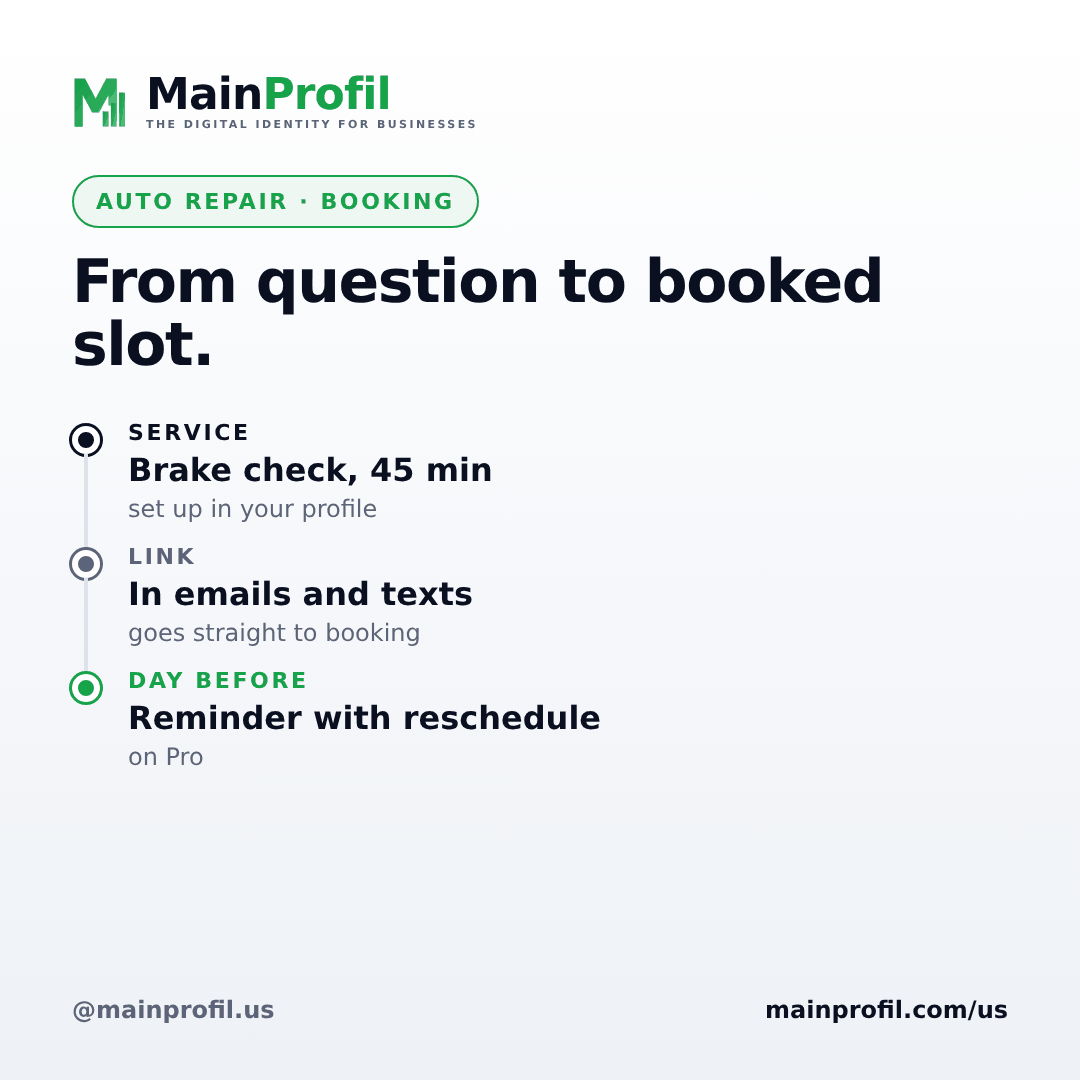 MainProfil
THE DIGITAL IDENTITY FOR BUSINESSES
AUTO REPAIR · BOOKING
From question to booked
slot.
SERVICE
Brake check, 45 min
set up in your profile
LINK
In emails and texts
goes straight to booking
DAY BEFORE
Reminder with reschedule
on Pro
@mainprofil.us
mainprofil.com/us